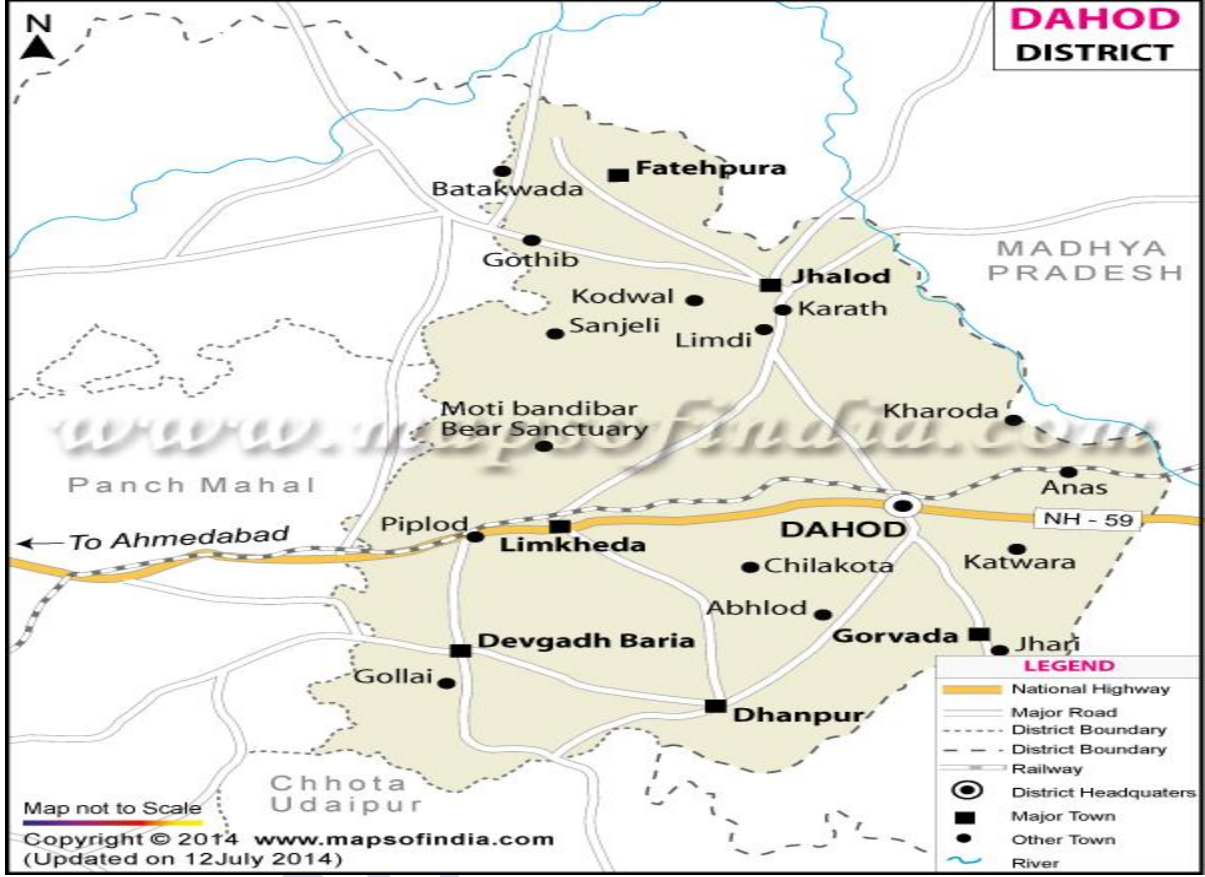 N
DAHOD
DISTRICT
Fatehpura
Batakwada
Gothib
MADHYA
PRADESH
Jhalod
Kodwal
Karath
Sanjeli
Limdi
Moti bandibar
Bear Sanctuary
Kharoda
www.mapsofindia.com
Panch Mahal
Anas
Piplod
NH - 59
To Ahmedabad
Limkheda
DAHOD
Chilakota
Katwara
Abhlod
Devgadh Baria
Gorvada
Jhari
Gollai
Dhanpur
LEGEND
National Highway
Major Road
District Boundary
District Boundary
Railway
District Headquaters
Major Town
Other Town
River
Chhota
Udaipur
Map not to Scale
Copyright © 2014 www.mapsofindia.com
(Updated on 12July 2014)